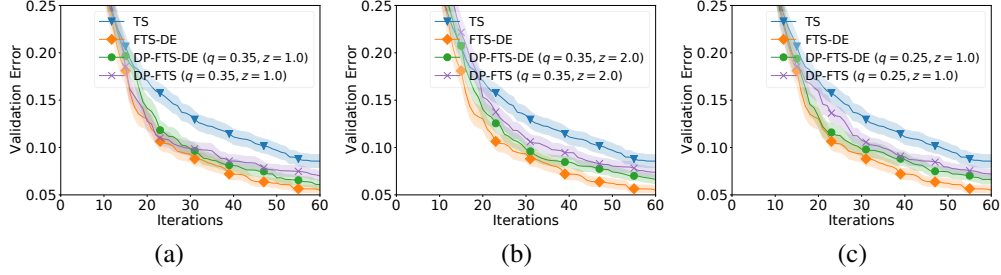 0.25
0.20
0.15
0.10
0.05
Validation Error
TS
FTS-DE
DP-FTS-DE (q = 0.35, z = 1.0)
DP-FTS (q = 0.35, z = 1.0)
0 10 20 30 40 50 60
Iterations
(a)
0.25
0.20
0.15
0.10
0.05
Validation Error
TS
FTS-DE
DP-FTS-DE (q = 0.35, z = 2.0)
DP-FTS (q = 0.35, z = 2.0)
0 10 20 30 40 50 60
Iterations
(b)
0.25
0.20
0.15
0.10
0.05
Validation Error
TS
FTS-DE
DP-FTS-DE (q = 0.25, z = 1.0)
DP-FTS (q = 0.25, z = 1.0)
0 10 20 30 40 50 60
Iterations
(c)